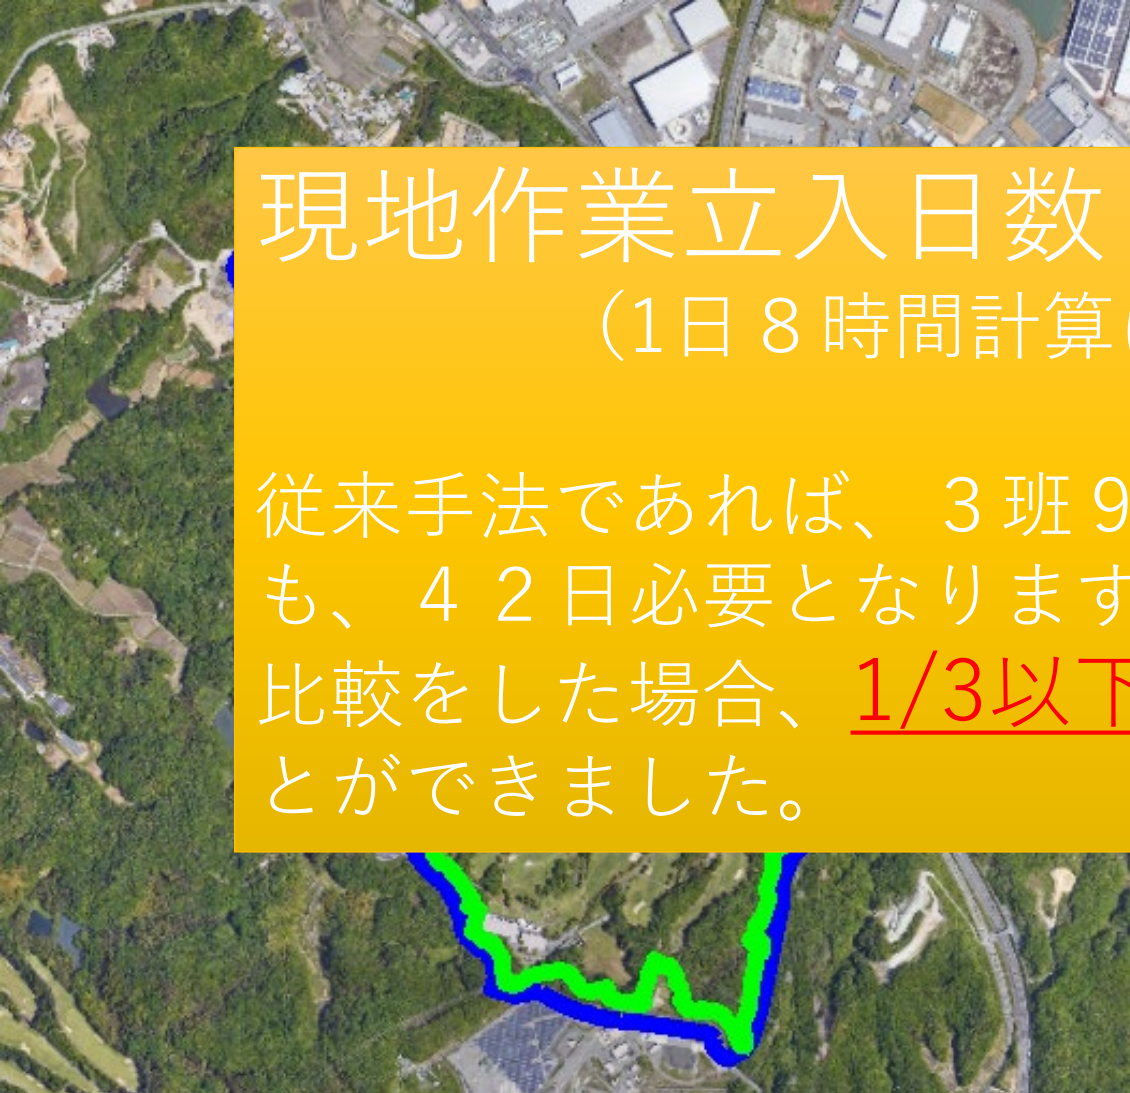 現地作業立入日数
（1日８時間計算(
従来手法であれば、３班９
も、４２日必要となります
比較をした場合、1/3以下
とができました。